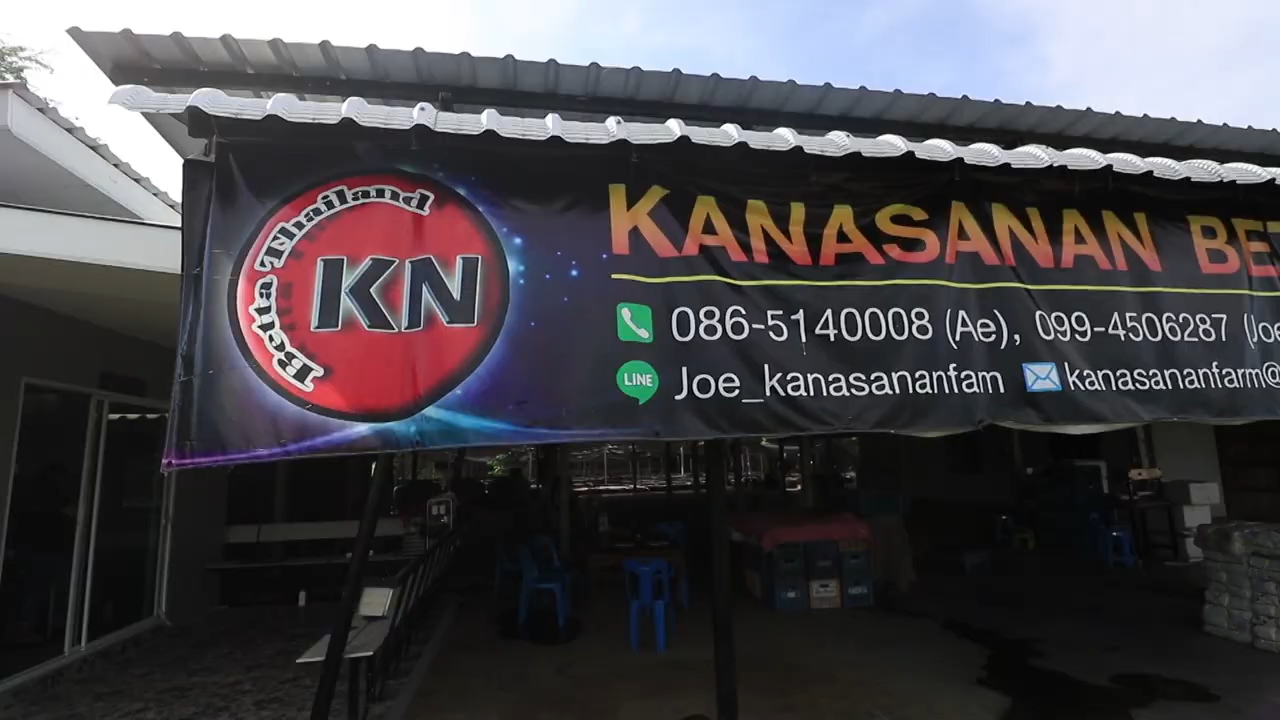 Betta Thailand
KN
KANASANAN BE
086-5140008 (Ae), 099-4506287 (Joe
LINE Joe_kanasananfam kanasananfarm@